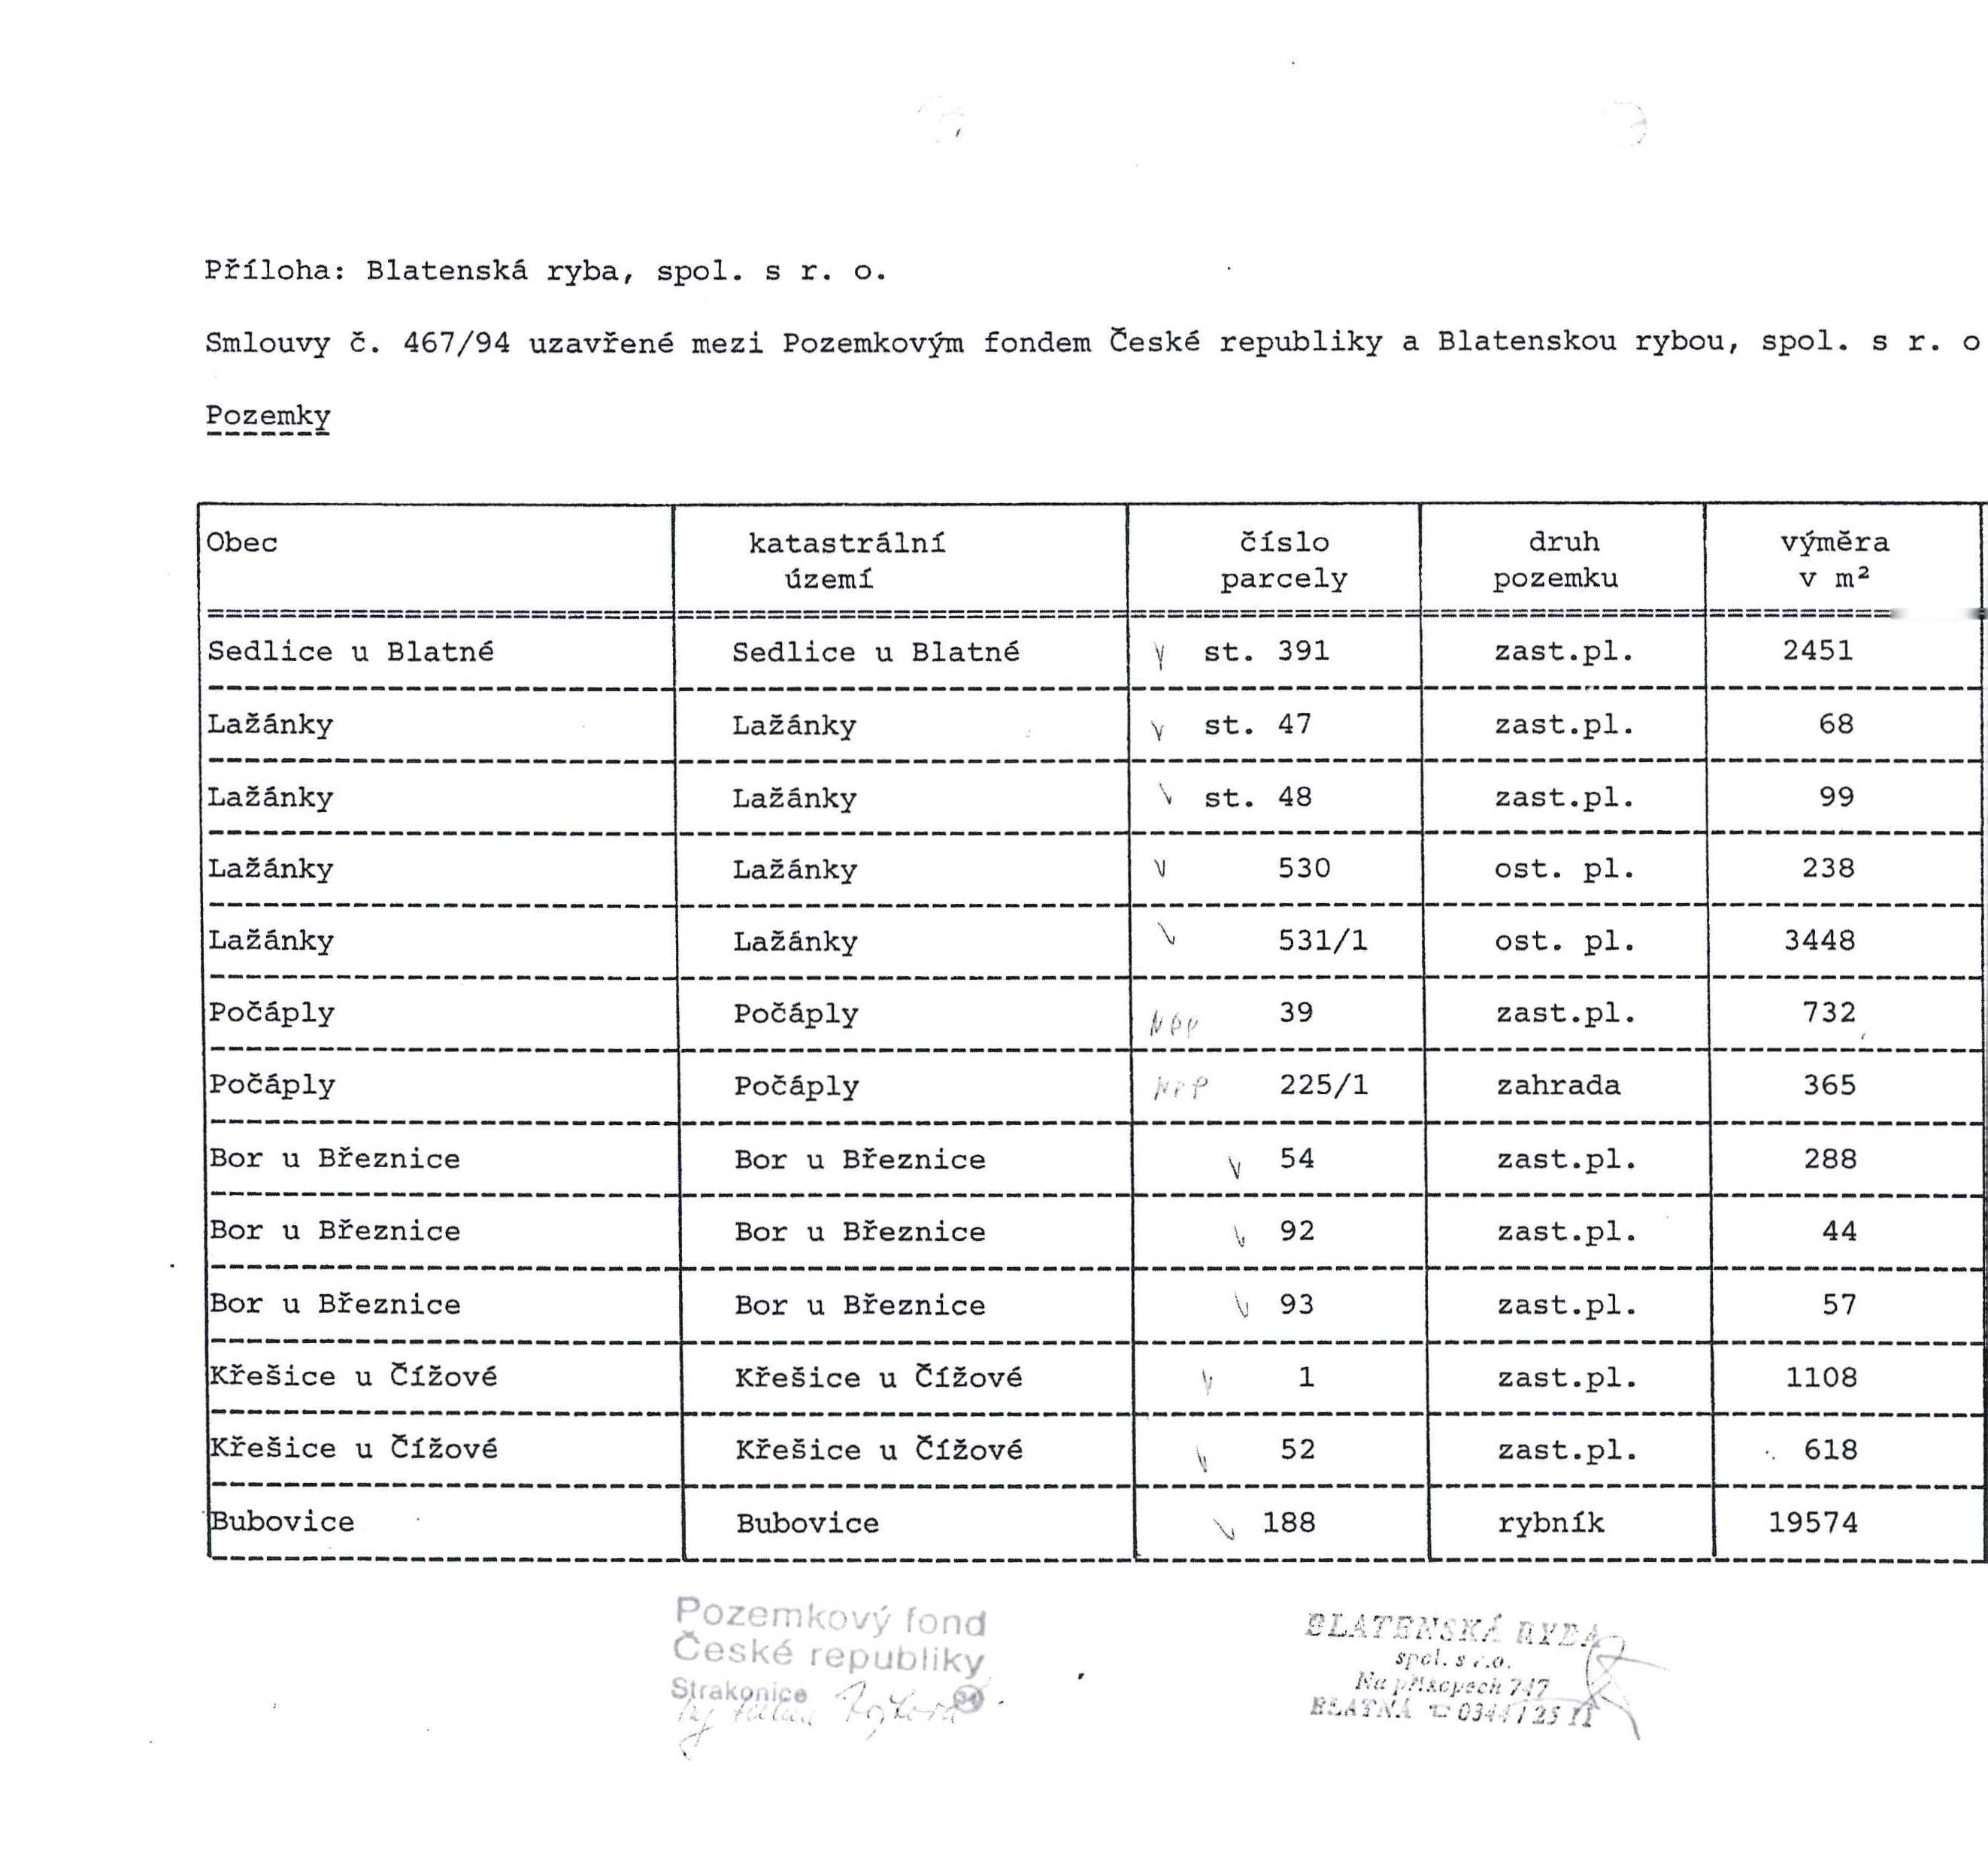 Příloha: Blatenská ryba, spol. s r. o.
Smlouvy č. 467/94 uzavřené mezi Pozemkovým fondem České republiky a Blatenskou rybou, spol. s r. o
Pozemky
Obec katastrální území číslo parcely druh pozemku výměra v m²
Sedlice u Blatné Sedlice u Blatné st. 391 zast.pl. 2451
Lažánky Lažánky st. 47 zast.pl. 68
Lažánky Lažánky st. 48 zast.pl. 99
Lažánky Lažánky 530 ost. pl. 238
Lažánky Lažánky 531/1 ost. pl. 3448
Počáply Počáply 39 zast.pl. 732
Počáply Počáply 225/1 zahrada 365
Bor u Březnice Bor u Březnice 54 zast.pl. 288
Bor u Březnice Bor u Březnice 92 zast.pl. 44
Bor u Březnice Bor u Březnice 93 zast.pl. 57
Křešice u Čížové Křešice u Čížové 1 zast.pl. 1108
Křešice u Čížové Křešice u Čížové 52 zast.pl. 618
Bubovice Bubovice 188 rybník 19574
Pozemkový fond
České republiky
Strakonice
BLATENSKÁ RYBA
spol. s r.o.
Na příkopech 747
BLATNÁ